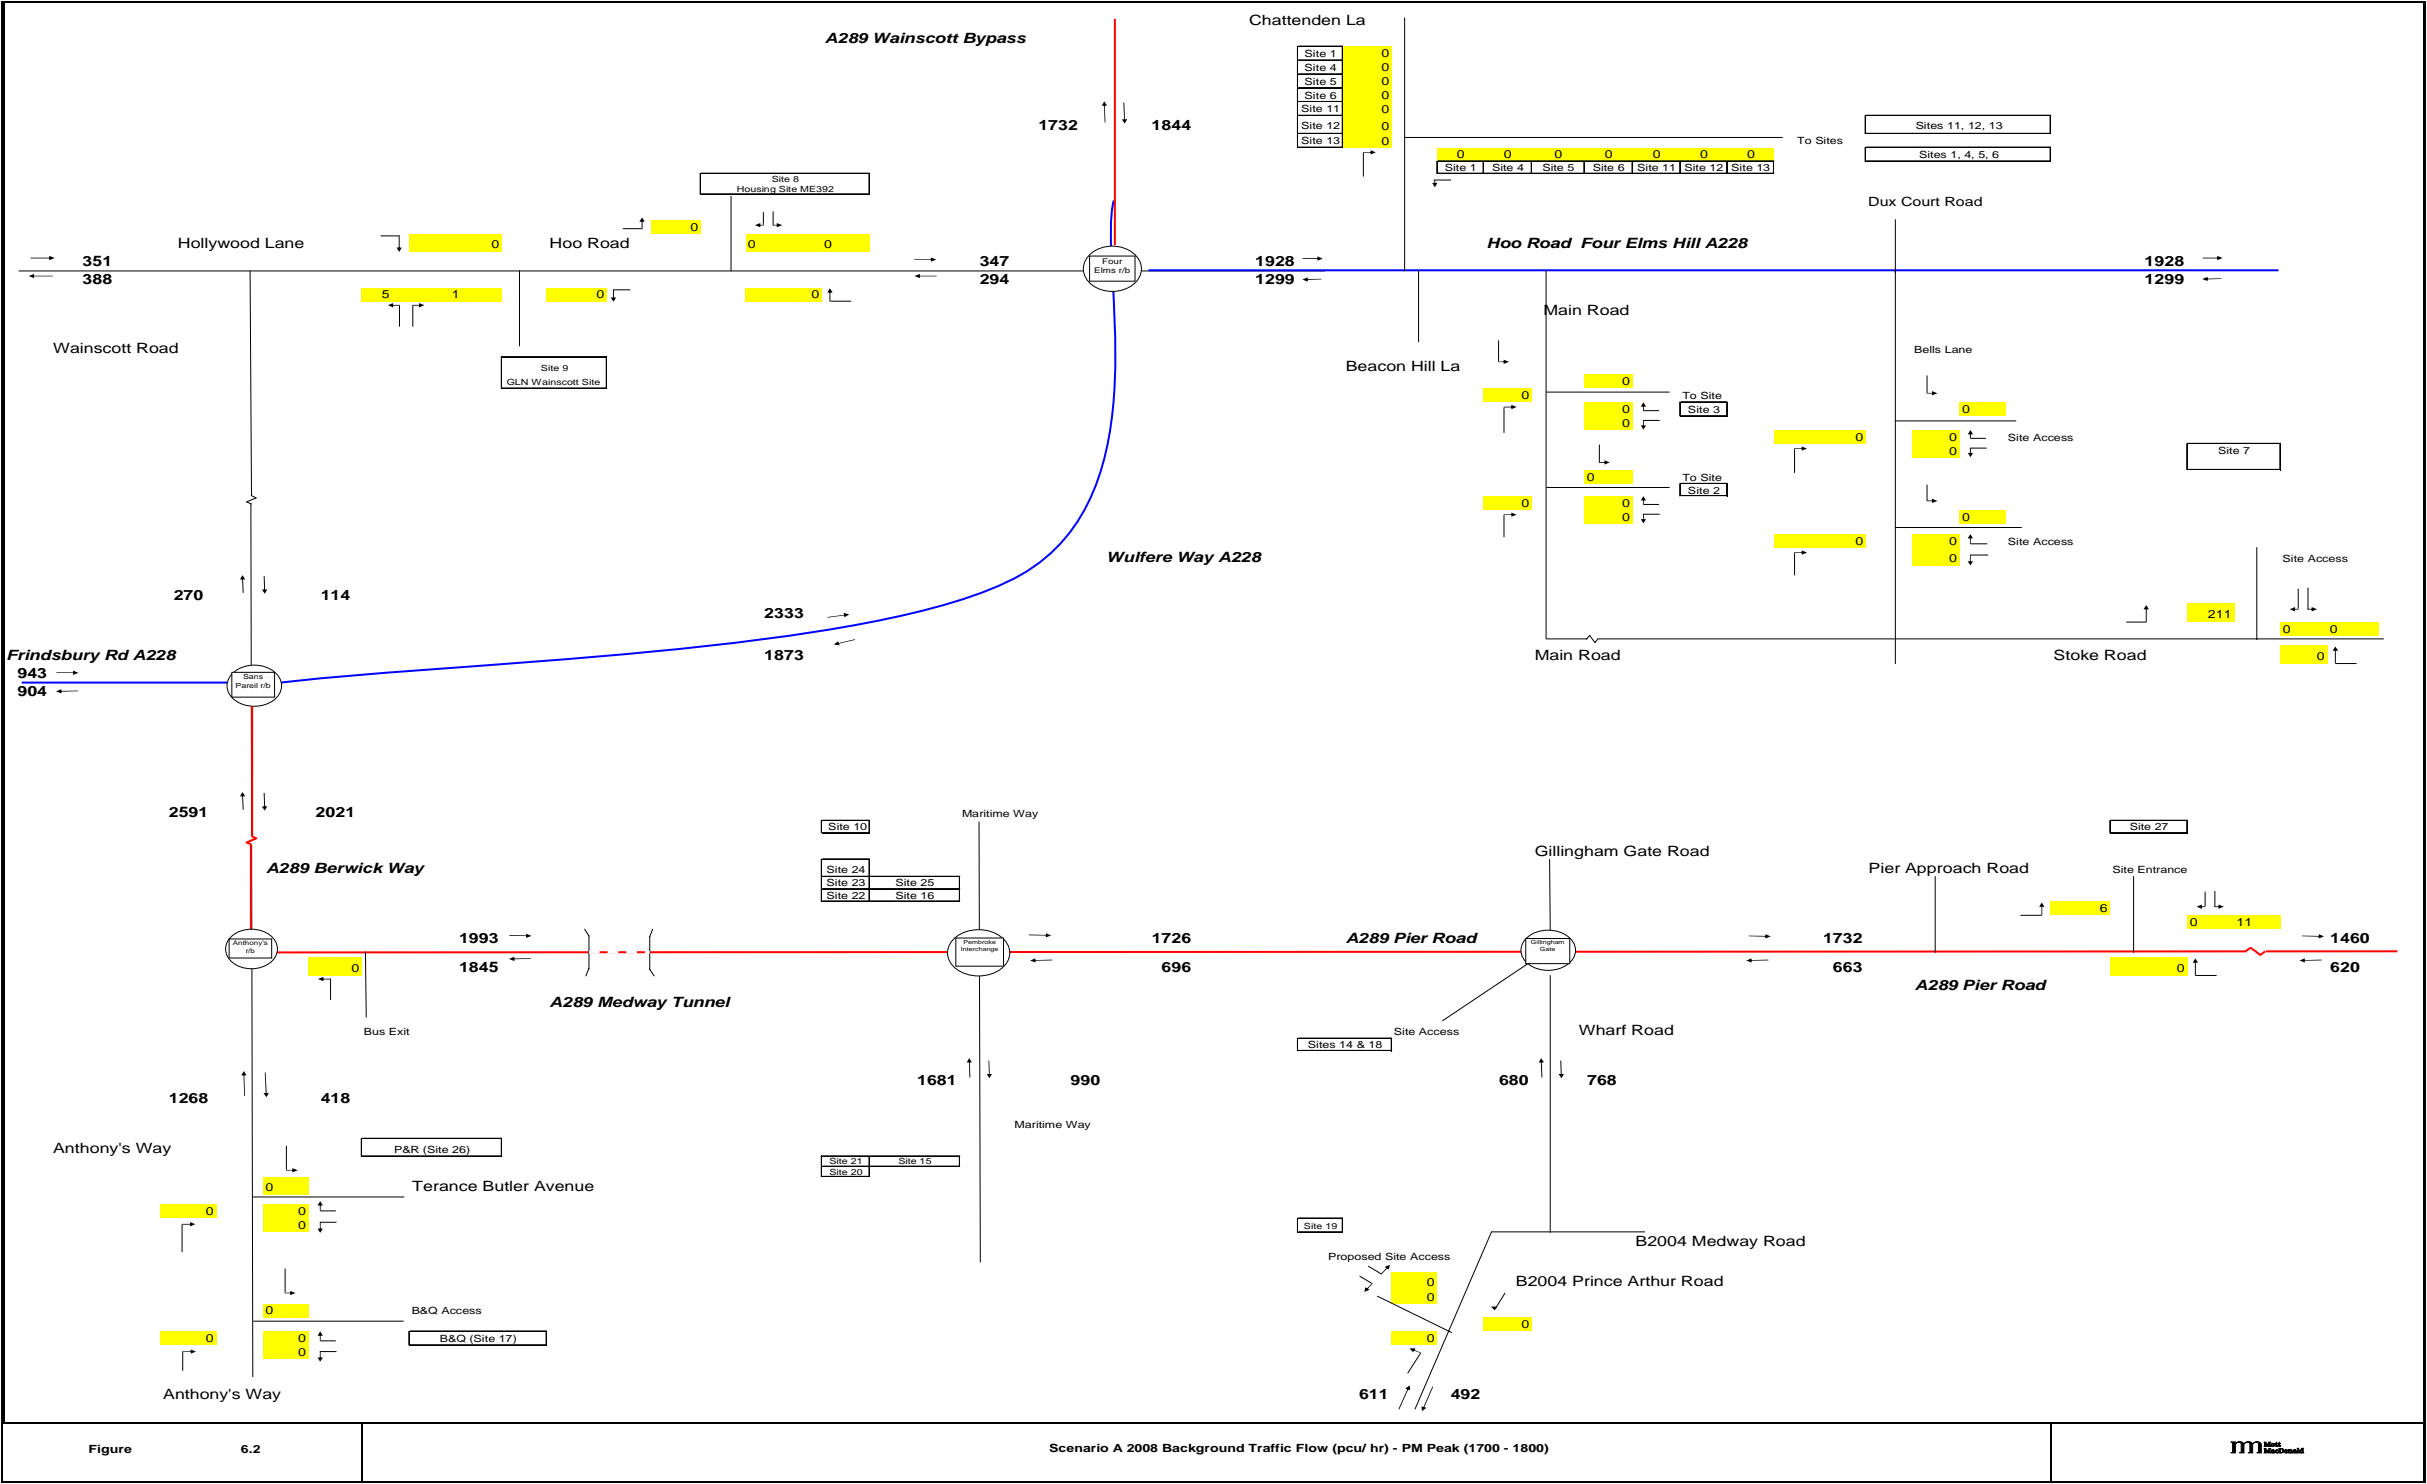 Chattenden La
A289 Wainscott Bypass
Site 1 0
Site 4 0
Site 5 0
Site 6 0
Site 11 0
Site 12 0
Site 13 0
1732 1844
To Sites
Sites 11, 12, 13
Sites 1, 4, 5, 6
0 0 0 0 0 0 0
Site 1 Site 4 Site 5 Site 6 Site 11 Site 12 Site 13
Site 8
Housing Site ME392
Dux Court Road
0
Hollywood Lane
0
Hoo Road
0 0
Hoo Road Four Elms Hill A228
351
388
347
294
Four
Elms r/b
1928
1299
1928
1299
5 1
0
0
Main Road
Wainscott Road
Site 9
GLN Wainscott Site
Beacon Hill La
Bells Lane
0
0
To Site
Site 3
0
0
0
0
0
0
Site Access
Site 7
0
To Site
Site 2
0
0
0
0
0
0
0
Site Access
Wulfere Way A228
Site Access
270 114
2333
1873
211
0 0
0
Frindsbury Rd A228
943
904
Sans
Pareil r/b
Main Road
Stoke Road
2591 2021
Maritime Way
Site 10
Site 27
A289 Berwick Way
Site 24
Site 23 Site 25
Site 22 Site 16
Gillingham Gate Road
Pier Approach Road
Site Entrance
6
0 11
Anthony's
r/b
1993
1845
0
Pembroke
Interchange
1726
696
A289 Pier Road
Gillingham
Gate
1732
663
0
1460
620
A289 Pier Road
A289 Medway Tunnel
Bus Exit
Site Access
Sites 14 & 18
Wharf Road
1268 418
1681 990
680 768
Maritime Way
Anthony's Way
P&R (Site 26)
Site 21 Site 15
Site 20
0
Terance Butler Avenue
0
0
0
Site 19
B2004 Medway Road
Proposed Site Access
0
0
B2004 Prince Arthur Road
0
B&Q Access
0
0
0
B&Q (Site 17)
0
0
Anthony's Way
611 492
Figure 6.2
Scenario A 2008 Background Traffic Flow (pcu/ hr) - PM Peak (1700 - 1800)
Mott
MacDonald